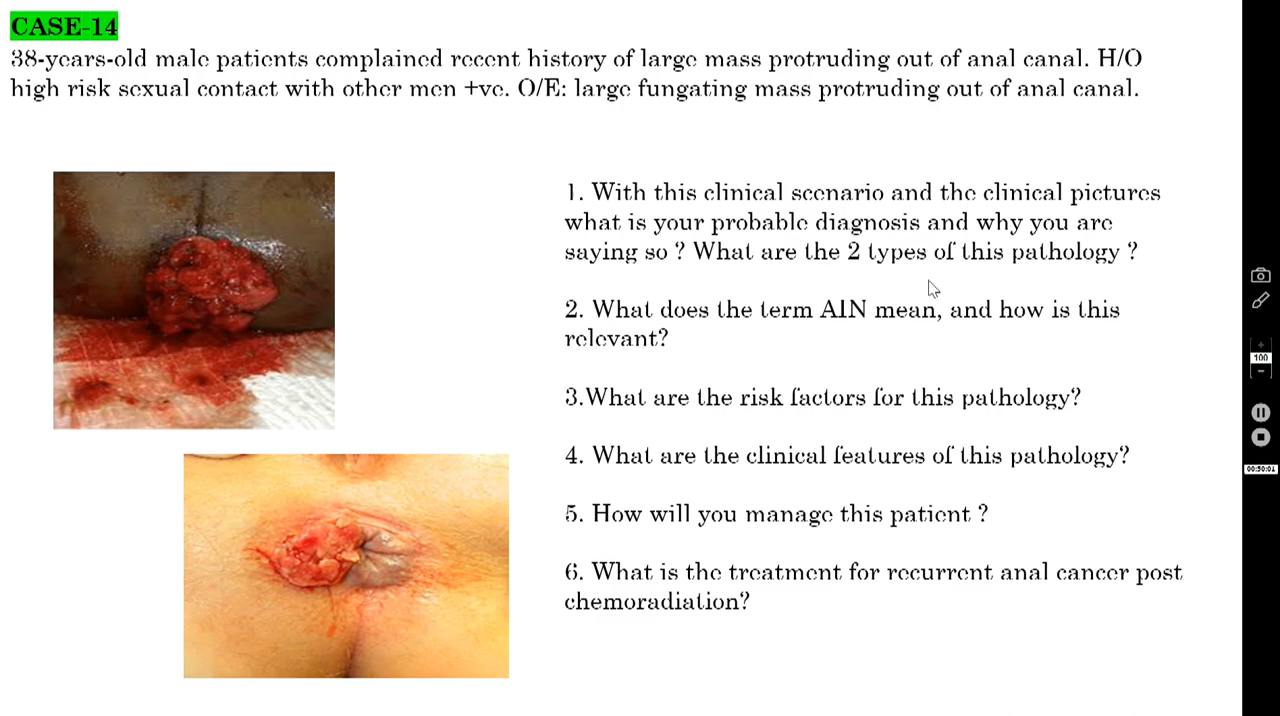 CASE-14
38-years-old male patients complained recent history of large mass protruding out of anal canal. H/O
high risk sexual contact with other men +ve. O/E: large fungating mass protruding out of anal canal.
1. With this clinical scenario and the clinical pictures
what is your probable diagnosis and why you are
saying so ? What are the 2 types of this pathology ?
2. What does the term AIN mean, and how is this
relevant?
3.What are the risk factors for this pathology?
4. What are the clinical features of this pathology?
5. How will you manage this patient ?
6. What is the treatment for recurrent anal cancer post
chemoradiation?
+
100
00:50:01